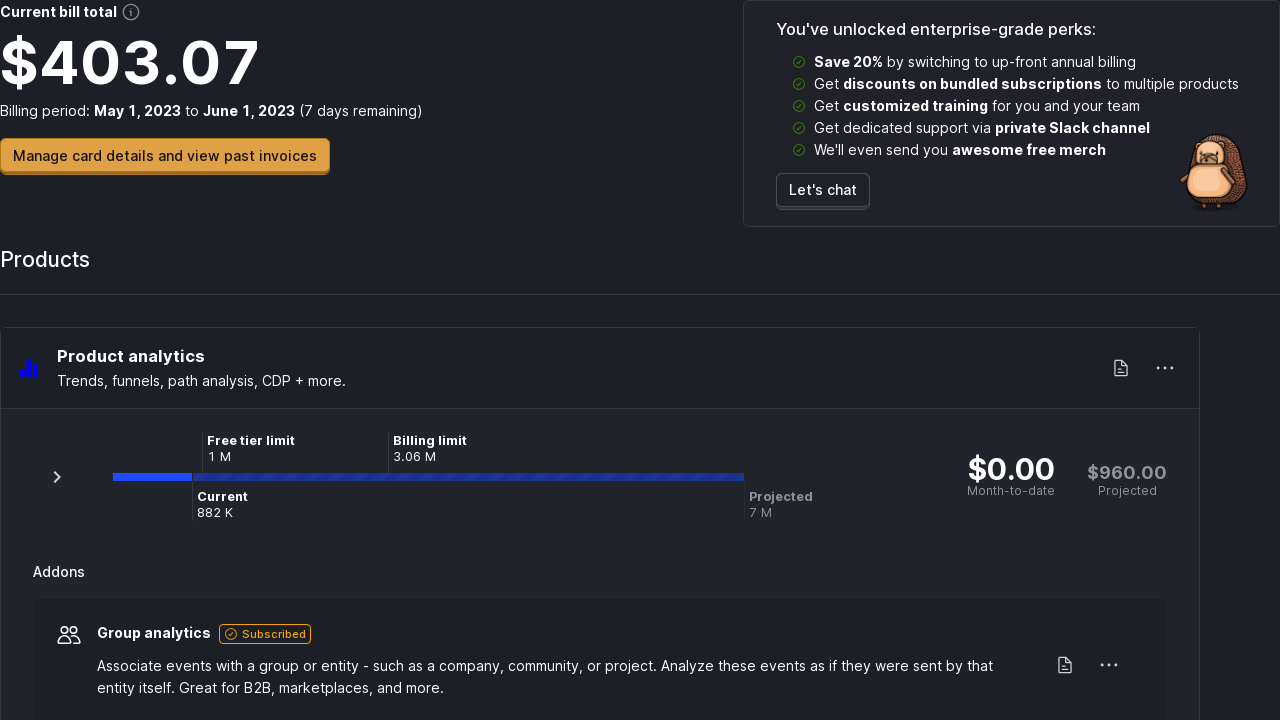 Current bill total
$403.07
Billing period: May 1, 2023 to June 1, 2023 (7 days remaining)
Manage card details and view past invoices
You've unlocked enterprise-grade perks:
Save 20% by switching to up-front annual billing
Get discounts on bundled subscriptions to multiple products
Get customized training for you and your team
Get dedicated support via private Slack channel
We'll even send you awesome free merch
Let's chat
Products
Product analytics
Trends, funnels, path analysis, CDP + more.
Free tier limit
1 M
Billing limit
3.06 M
Current
882 K
Projected
7 M
$0.00
Month-to-date
$960.00
Projected
Addons
Group analytics
Subscribed
Associate events with a group or entity - such as a company, community, or project. Analyze these events as if they were sent by that
entity itself. Great for B2B, marketplaces, and more.